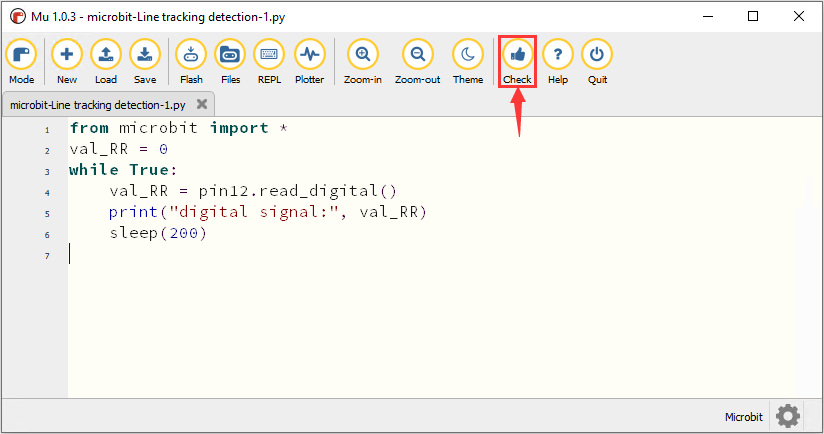 Mu 1.0.3 - microbit-Line tracking detection-1.py
Mode New Load Save Flash Files REPL Plotter Zoom-in Zoom-out Theme Check Help Quit
microbit-Line tracking detection-1.py
1 from microbit import *
2 val_RR = 0
3 while True:
4     val_RR = pin12.read_digital()
5     print("digital signal:", val_RR)
6     sleep(200)
7
Microbit